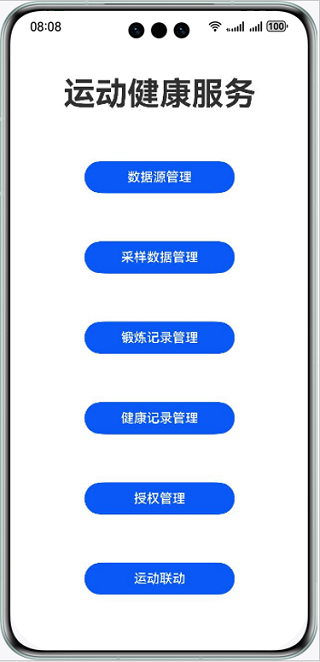 08:08
100
运动健康服务
数据源管理
采样数据管理
锻炼记录管理
健康记录管理
授权管理
运动联动